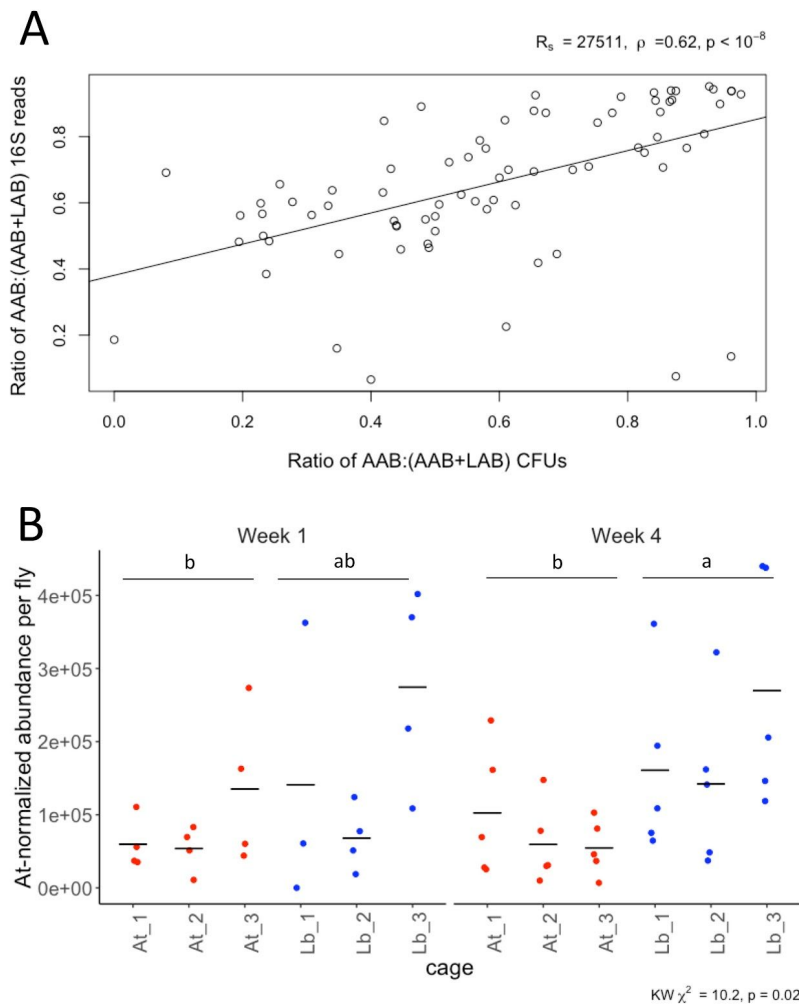 A
Rs = 27511, ρ =0.62, p < 10^-8
Ratio of AAB:(AAB+LAB) 16S reads
0.8
0.6
0.4
0.2
0.0 0.2 0.4 0.6 0.8 1.0
Ratio of AAB:(AAB+LAB) CFUs
B
Week 1 Week 4
b ab b a
At-normalized abundance per fly
4e+05
3e+05
2e+05
1e+05
0e+00
At_1 At_2 At_3 Lb_1 Lb_2 Lb_3 At_1 At_2 At_3 Lb_1 Lb_2 Lb_3
cage
KW χ² = 10.2, p = 0.02